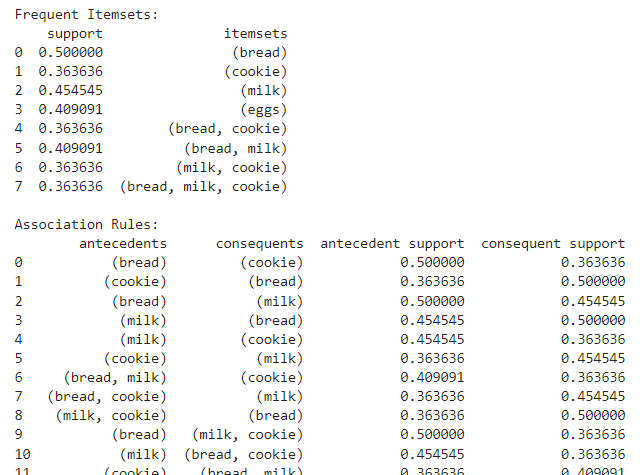 Frequent Itemsets:
support itemsets
0 0.500000 (bread)
1 0.363636 (cookie)
2 0.454545 (milk)
3 0.409091 (eggs)
4 0.363636 (bread, cookie)
5 0.409091 (bread, milk)
6 0.363636 (milk, cookie)
7 0.363636 (bread, milk, cookie)
Association Rules:
antecedents consequents antecedent support consequent support
0 (bread) (cookie) 0.500000 0.363636
1 (cookie) (bread) 0.363636 0.500000
2 (bread) (milk) 0.500000 0.454545
3 (milk) (bread) 0.454545 0.500000
4 (milk) (cookie) 0.454545 0.363636
5 (cookie) (milk) 0.363636 0.454545
6 (bread, milk) (cookie) 0.409091 0.363636
7 (bread, cookie) (milk) 0.363636 0.454545
8 (milk, cookie) (bread) 0.363636 0.500000
9 (bread) (milk, cookie) 0.500000 0.363636
10 (milk) (bread, cookie) 0.454545 0.363636
11 (cookie) (bread, milk) 0.363636 0.409091